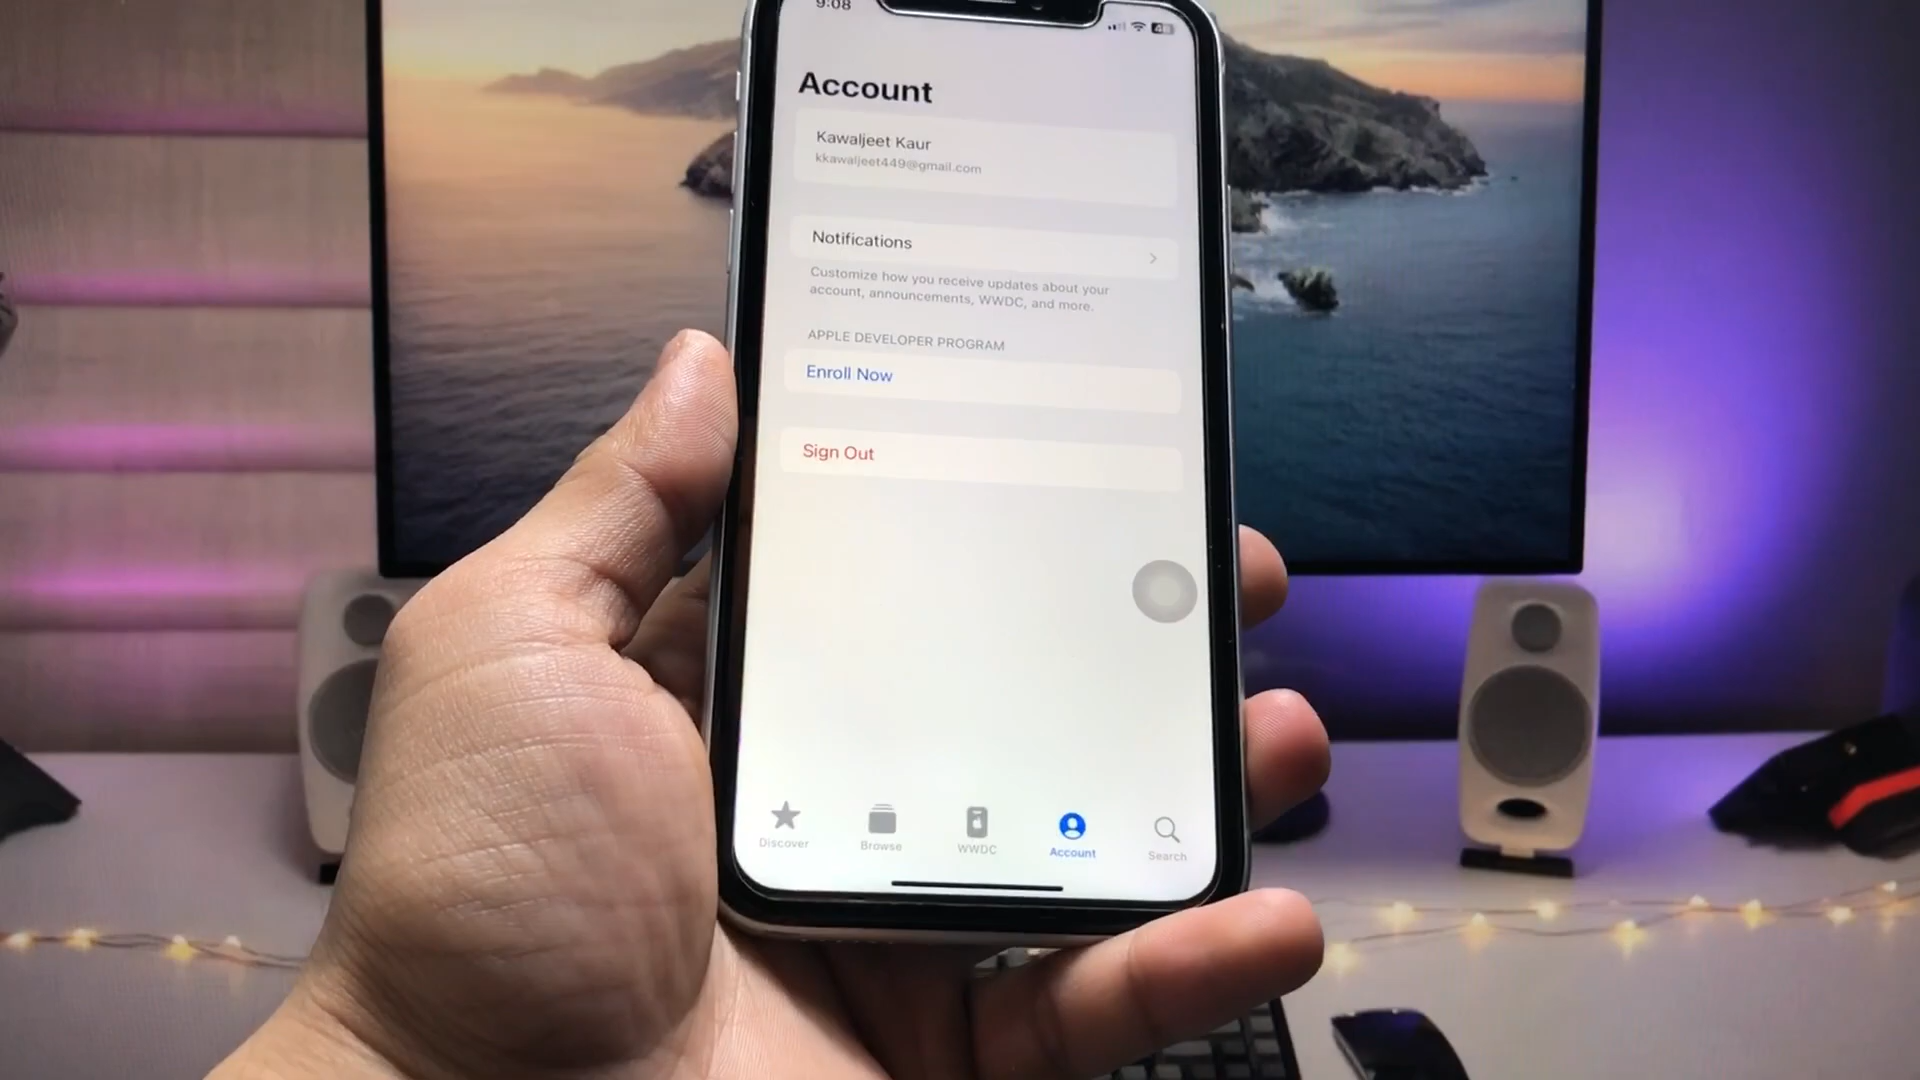 9:08
Account
Kawaljeet Kaur
kkawaljeet449@gmail.com
Notifications
Customize how you receive updates about your
account, announcements, WWDC, and more.
APPLE DEVELOPER PROGRAM
Enroll Now
Sign Out
Discover
Browse
WWDC
Account
Search